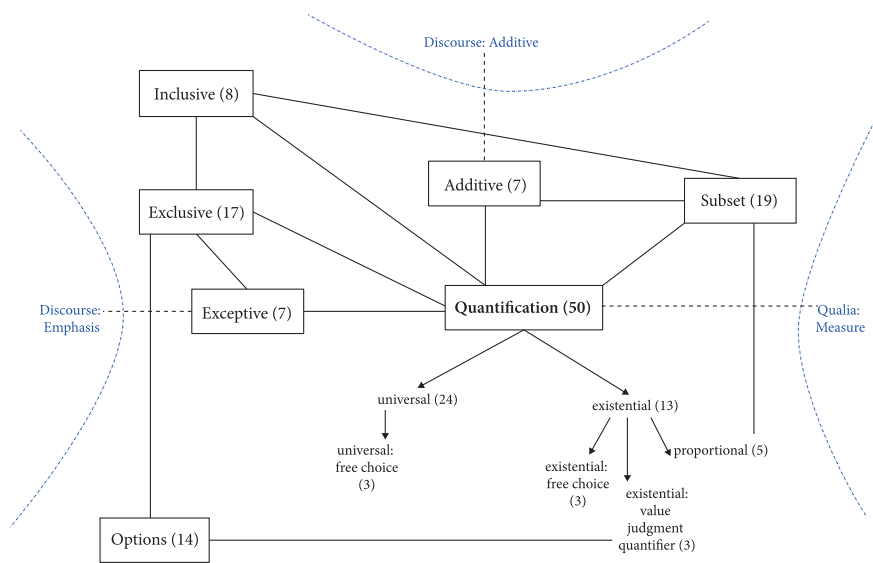 Discourse: Additive
Inclusive (8)
Additive (7)
Subset (19)
Exclusive (17)
Discourse:
Emphasis
Exceptive (7)
Quantification (50)
Qualia:
Measure
universal (24)
existential (13)
universal:
free choice
(3)
existential:
free choice
(3)
proportional (5)
existential:
value
judgment
quantifier (3)
Options (14)